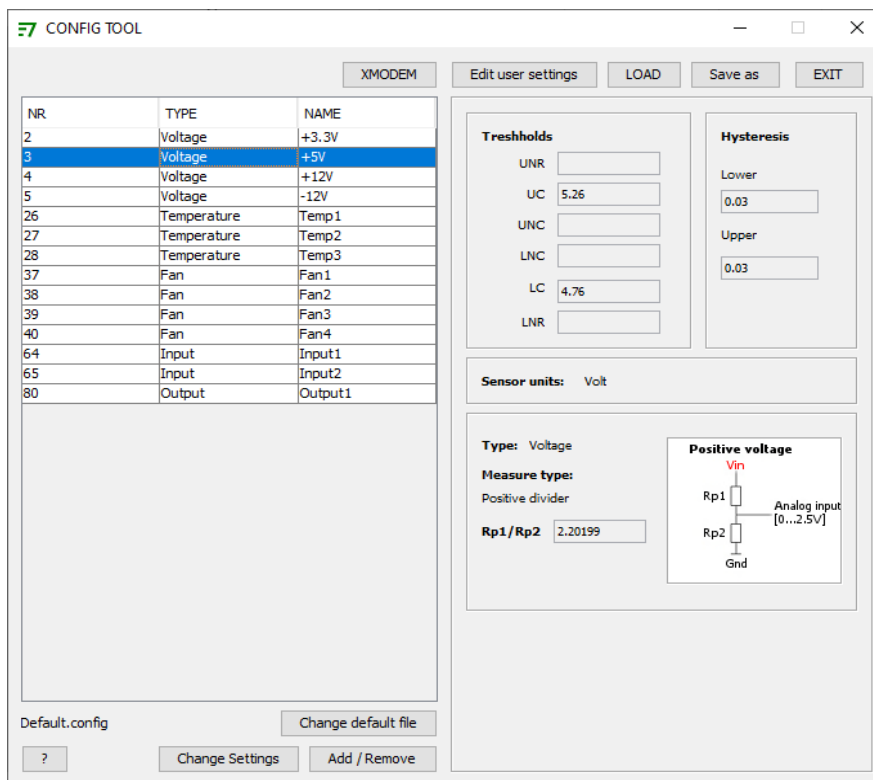 CONFIG TOOL
XMODEM Edit user settings LOAD Save as EXIT
NR TYPE NAME
2 Voltage +3.3V
3 Voltage +5V
4 Voltage +12V
5 Voltage -12V
26 Temperature Temp1
27 Temperature Temp2
28 Temperature Temp3
37 Fan Fan1
38 Fan Fan2
39 Fan Fan3
40 Fan Fan4
64 Input Input1
65 Input Input2
80 Output Output1
Default.config Change default file
? Change Settings Add / Remove
Treshholds
UNR
UC 5.26
UNC
LNC
LC 4.76
LNR
Hysteresis
Lower
0.03
Upper
0.03
Sensor units: Volt
Type: Voltage
Measure type:
Positive divider
Rp1/Rp2 2.20199
Positive voltage
Vin
Rp1
Analog input
[0...2.5V]
Rp2
Gnd